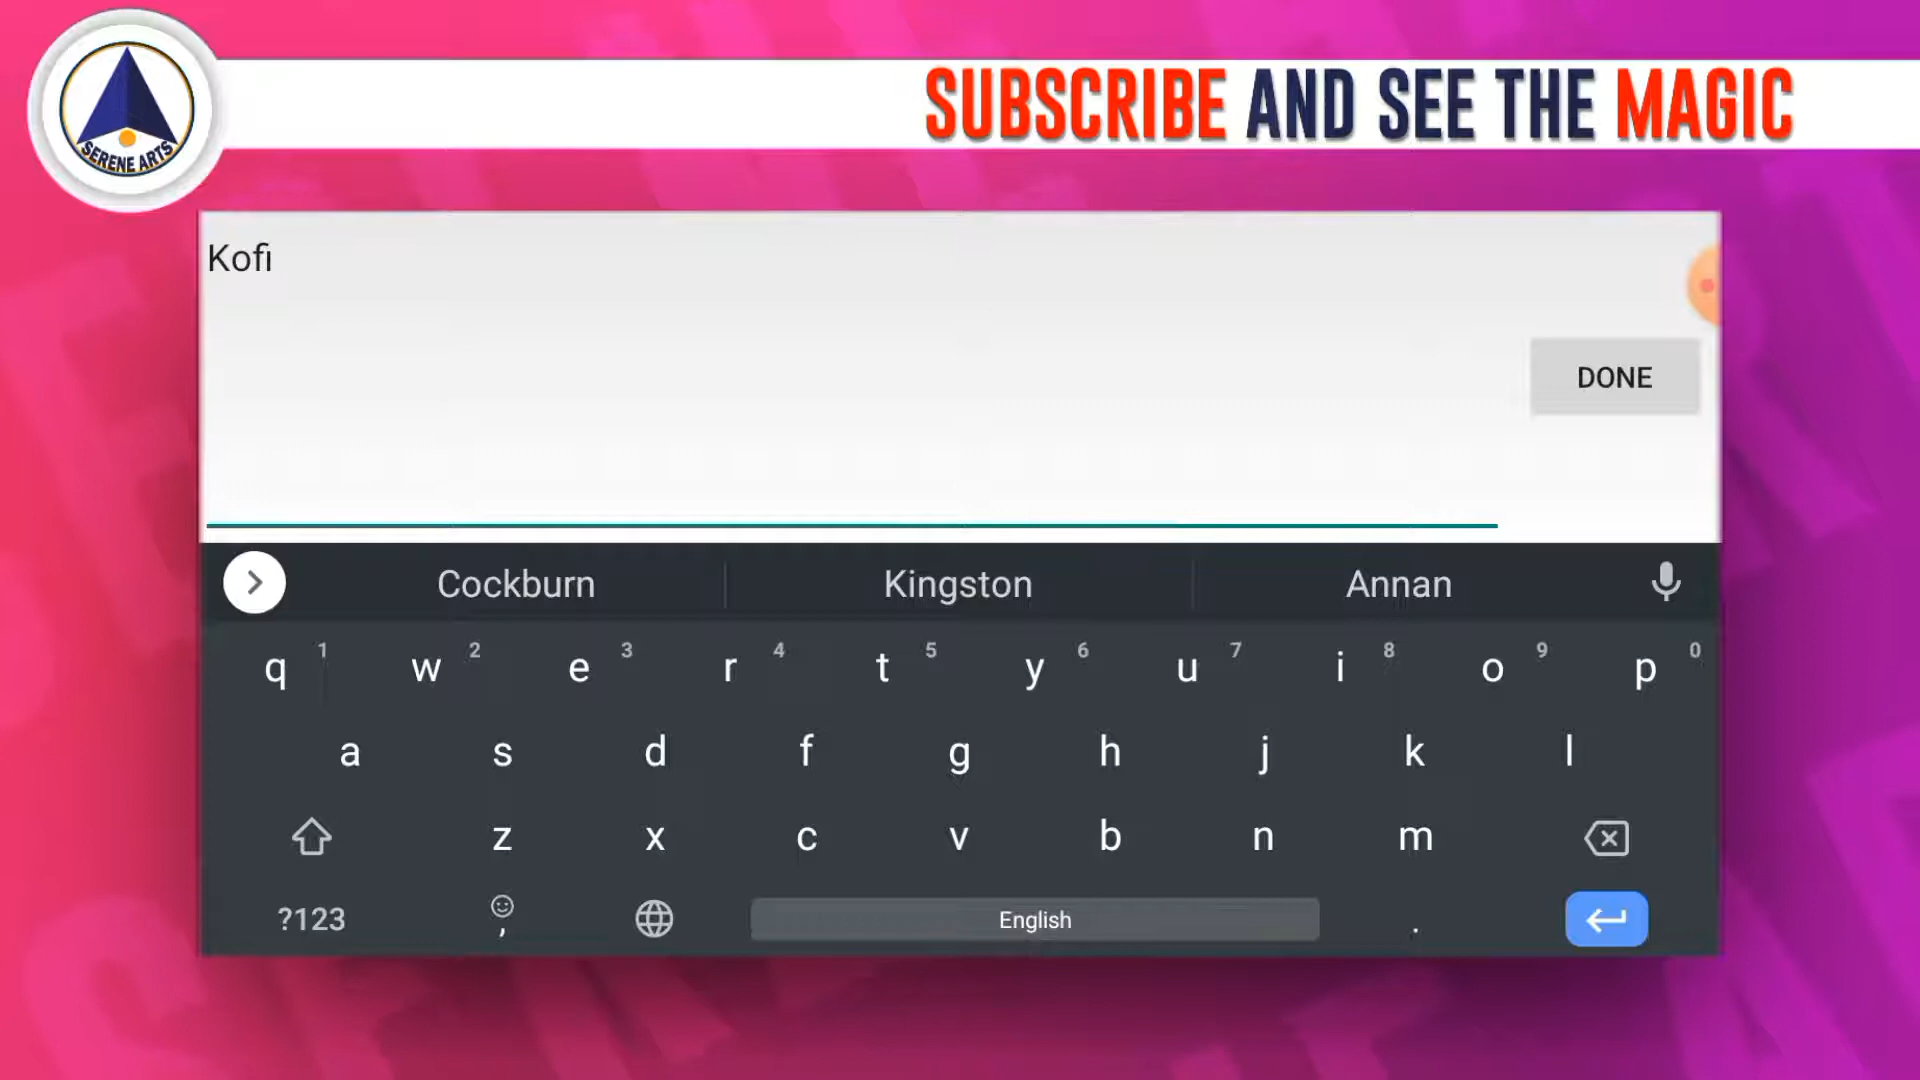 SUBSCRIBE AND SEE THE MAGIC
SERENE ARTS
Kofi
DONE
Cockburn Kingston Annan
q 1 w 2 e 3 r 4 t 5 y 6 u 7 i 8 o 9 p 0
a s d f g h j k l
z x c v b n m
?123 , English .